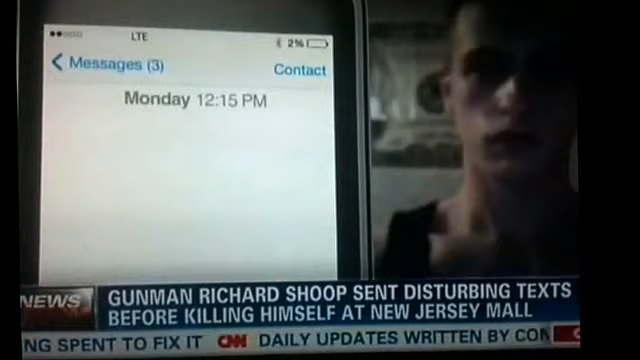 LTE
2%
Messages (3)
Contact
Monday 12:15 PM
NEWS
GUNMAN RICHARD SHOOP SENT DISTURBING TEXTS
BEFORE KILLING HIMSELF AT NEW JERSEY MALL
NG SPENT TO FIX IT CNN DAILY UPDATES WRITTEN BY CON